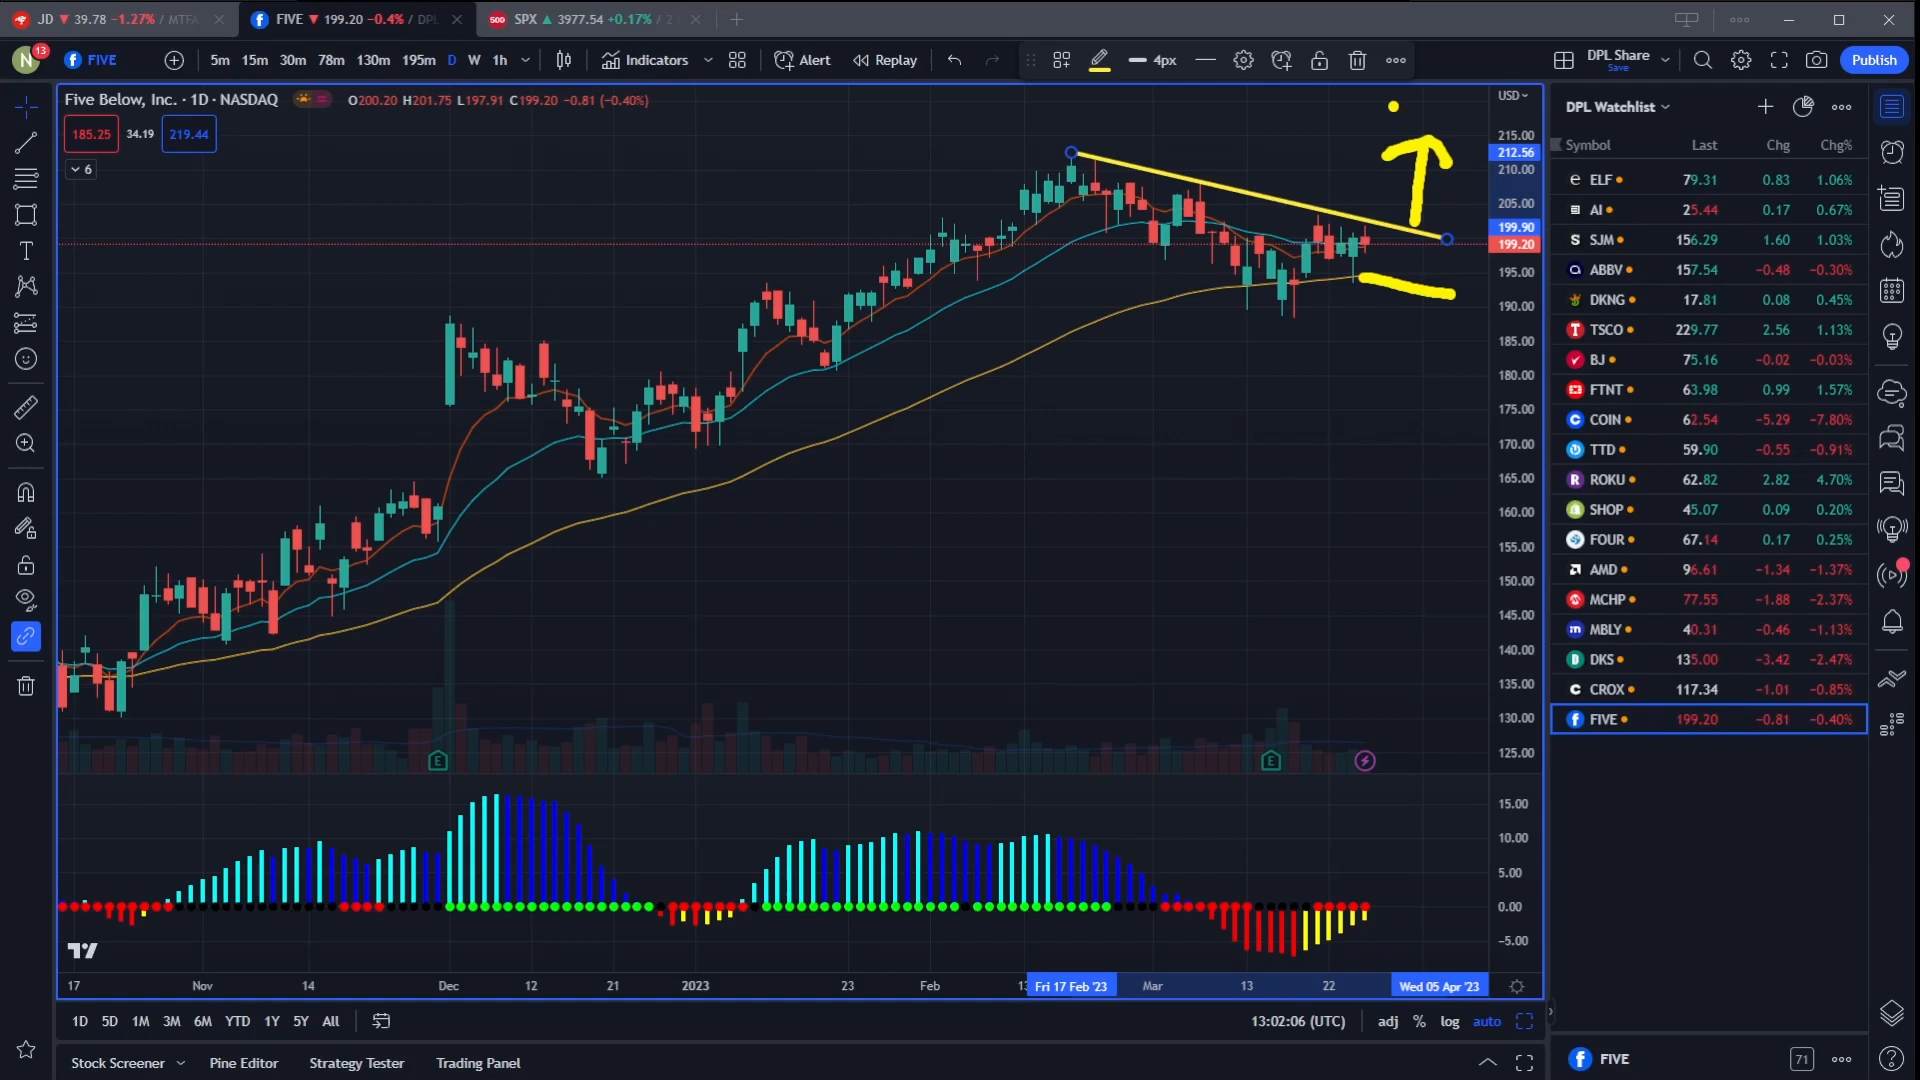 JD ▼ 39.78 −1.27% / MTFA
FIVE ▼ 199.20 −0.4% / DPL
500 SPX ▲ 3977.54 +0.17% / 2
N 13 FIVE 5m 15m 30m 78m 130m 195m D W 1h Indicators Alert Replay 4px DPL Share Save Publish
Five Below, Inc. · 1D · NASDAQ O200.20 H201.75 L197.91 C199.20 −0.81 (−0.40%)
185.25 34.19 219.44
6
USD
215.00
212.56
210.00
205.00
199.90
199.20
195.00
190.00
185.00
180.00
175.00
170.00
165.00
160.00
155.00
150.00
145.00
140.00
135.00
130.00
125.00
E E
15.00
10.00
5.00
0.00
−5.00
17 Nov 14 Dec 12 21 2023 23 Feb 13 Fri 17 Feb '23 Mar 13 22 Wed 05 Apr '23
1D 5D 1M 3M 6M YTD 1Y 5Y All 13:02:06 (UTC) adj % log auto
Stock Screener Pine Editor Strategy Tester Trading Panel
DPL Watchlist
Symbol Last Chg Chg%
ELF 79.31 0.83 1.06%
AI 25.44 0.17 0.67%
SJM 156.29 1.60 1.03%
ABBV 157.54 −0.48 −0.30%
DKNG 17.81 0.08 0.45%
TSCO 229.77 2.56 1.13%
BJ 75.16 −0.02 −0.03%
FTNT 63.98 0.99 1.57%
COIN 62.54 −5.29 −7.80%
TTD 59.90 −0.55 −0.91%
ROKU 62.82 2.82 4.70%
SHOP 45.07 0.09 0.20%
FOUR 67.14 0.17 0.25%
AMD 96.61 −1.34 −1.37%
MCHP 77.55 −1.88 −2.37%
MBLY 40.31 −0.46 −1.13%
DKS 135.00 −3.42 −2.47%
CROX 117.34 −1.01 −0.85%
FIVE 199.20 −0.81 −0.40%
FIVE 71